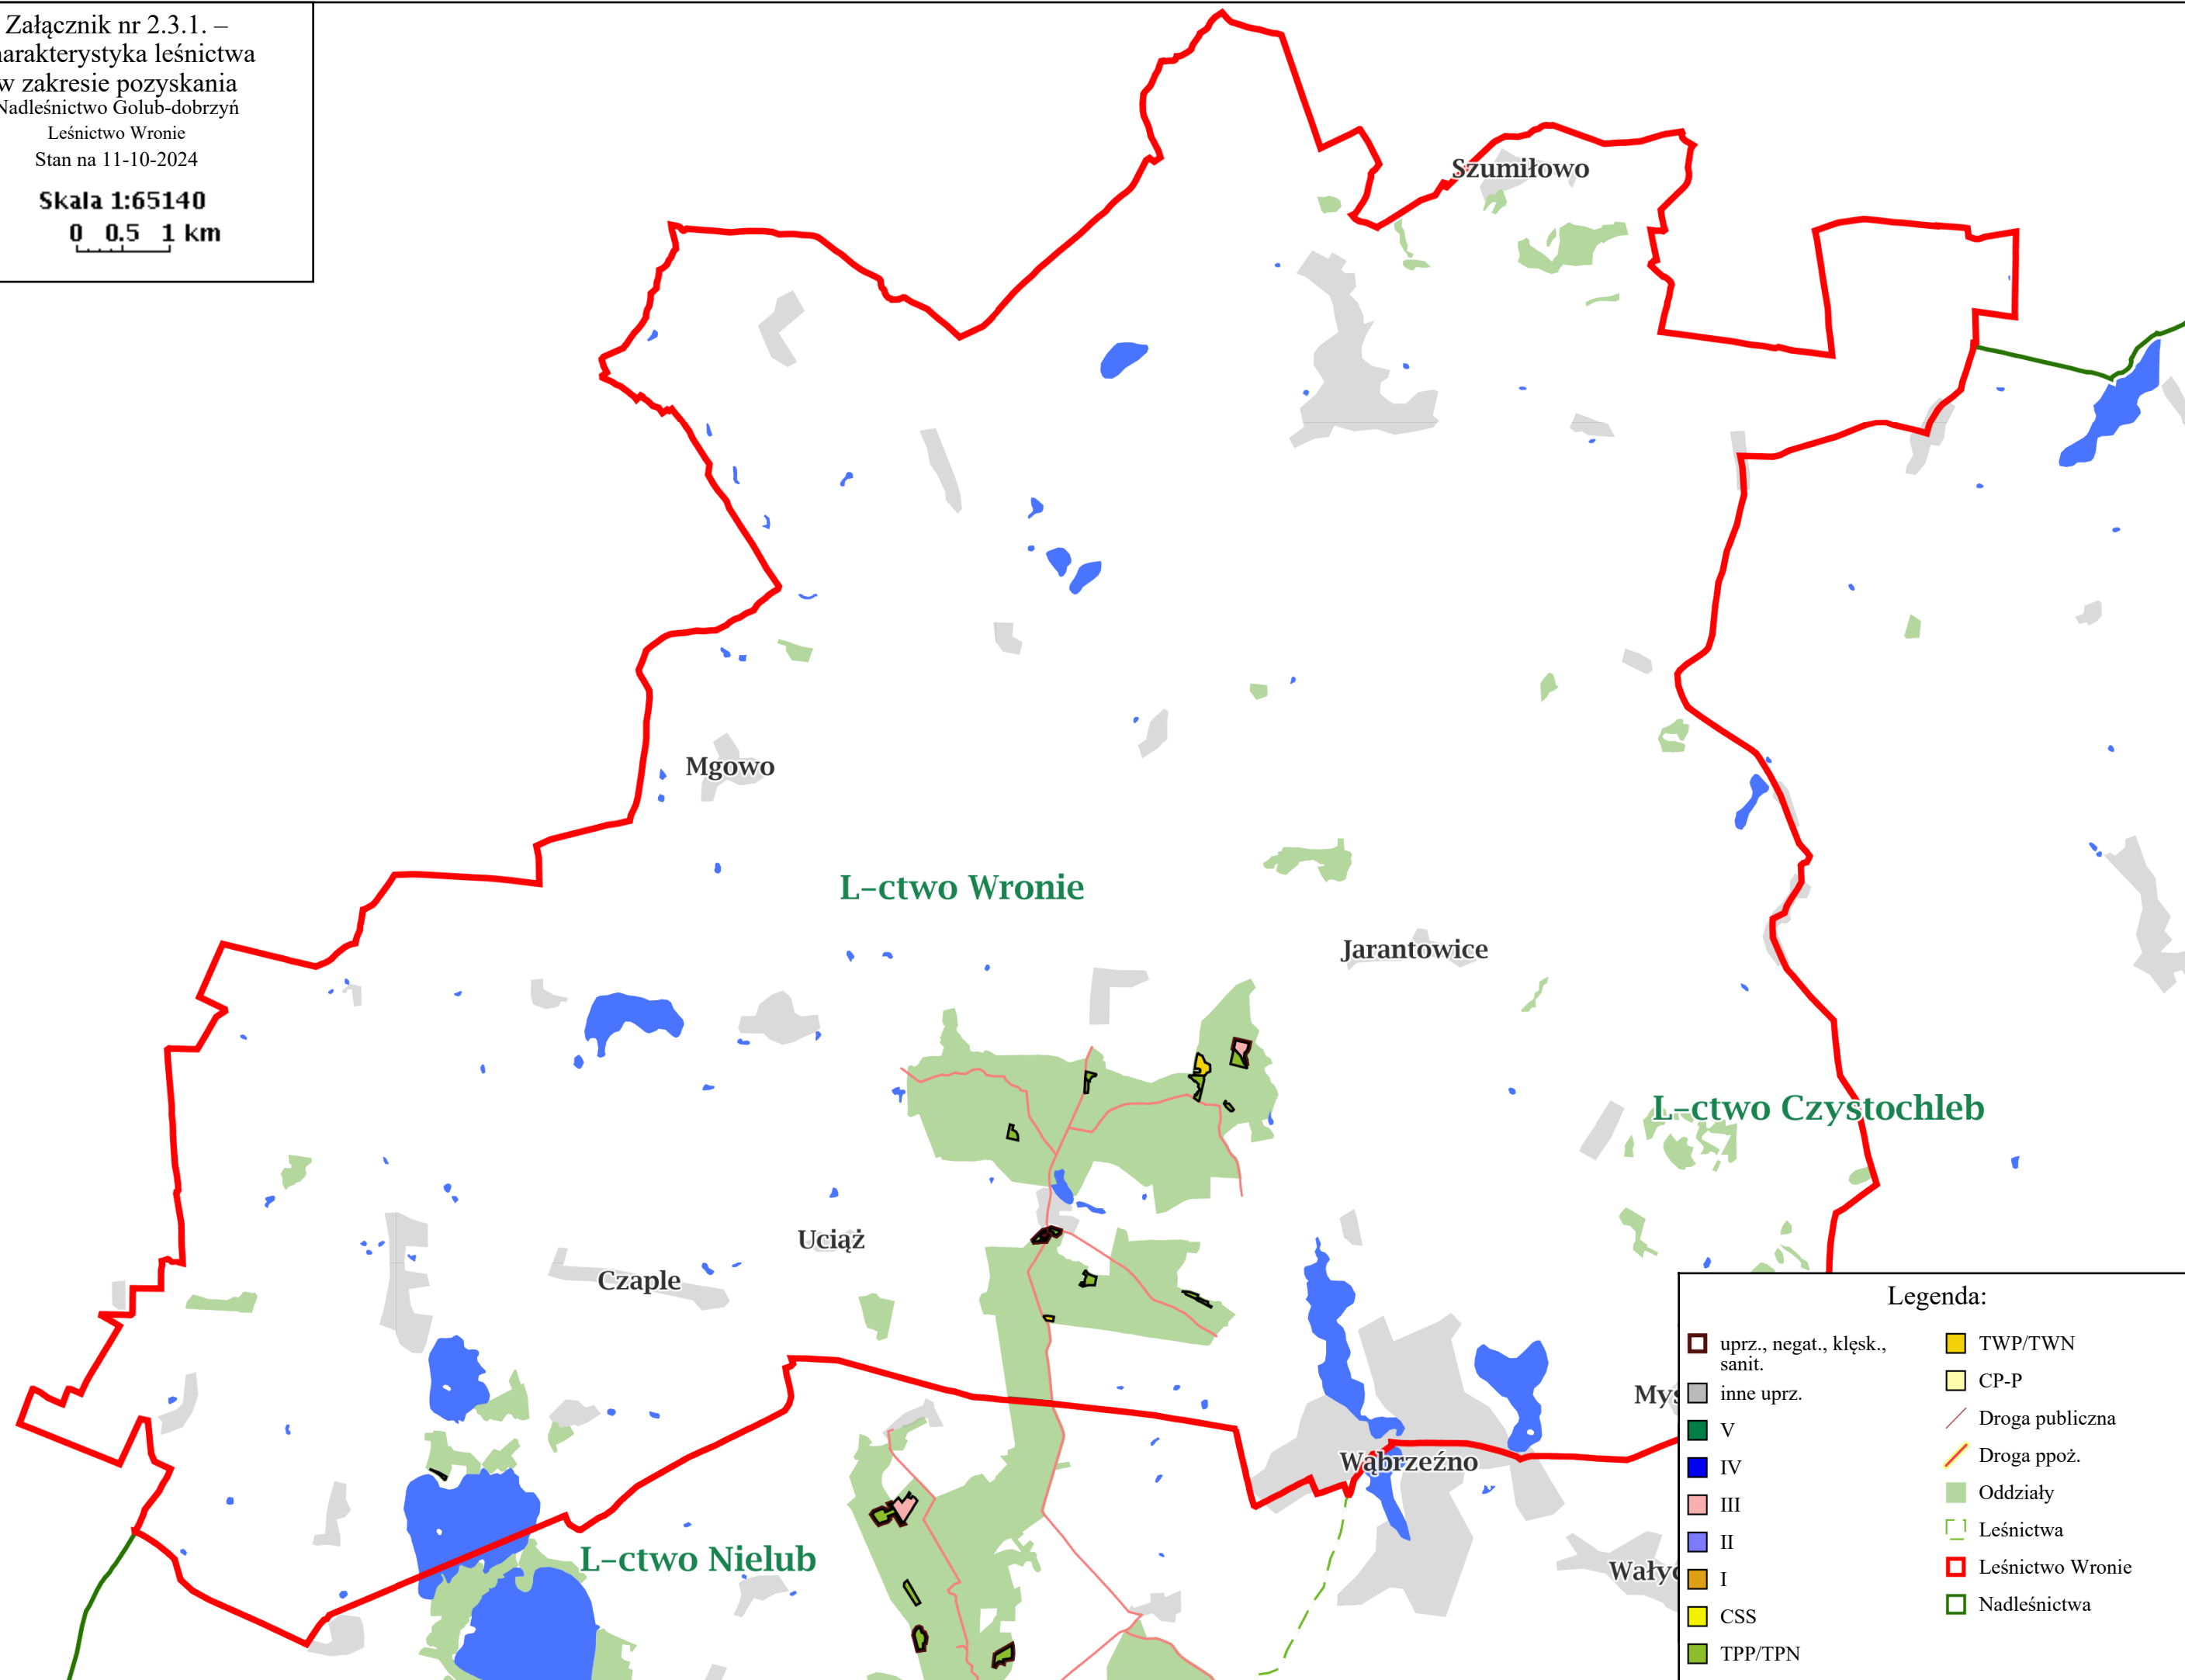 Załącznik nr 2.3.1. –
harakterystyka leśnictwa
w zakresie pozyskania
Nadleśnictwo Golub-dobrzyń
Leśnictwo Wronie
Stan na 11-10-2024
Skala 1:65140
0 0.5 1 km
Szumiłowo
Mgowo
L-ctwo Wronie
Jarantowice
L-ctwo Czystochleb
Uciąż
Czaple
Mys
Wąbrzeźno
L-ctwo Nielub
Wałyc
Legenda:
uprz., negat., klęsk.,
sanit.
inne uprz.
V
IV
III
II
I
CSS
TPP/TPN
TWP/TWN
CP-P
Droga publiczna
Droga ppoż.
Oddziały
Leśnictwa
Leśnictwo Wronie
Nadleśnictwa